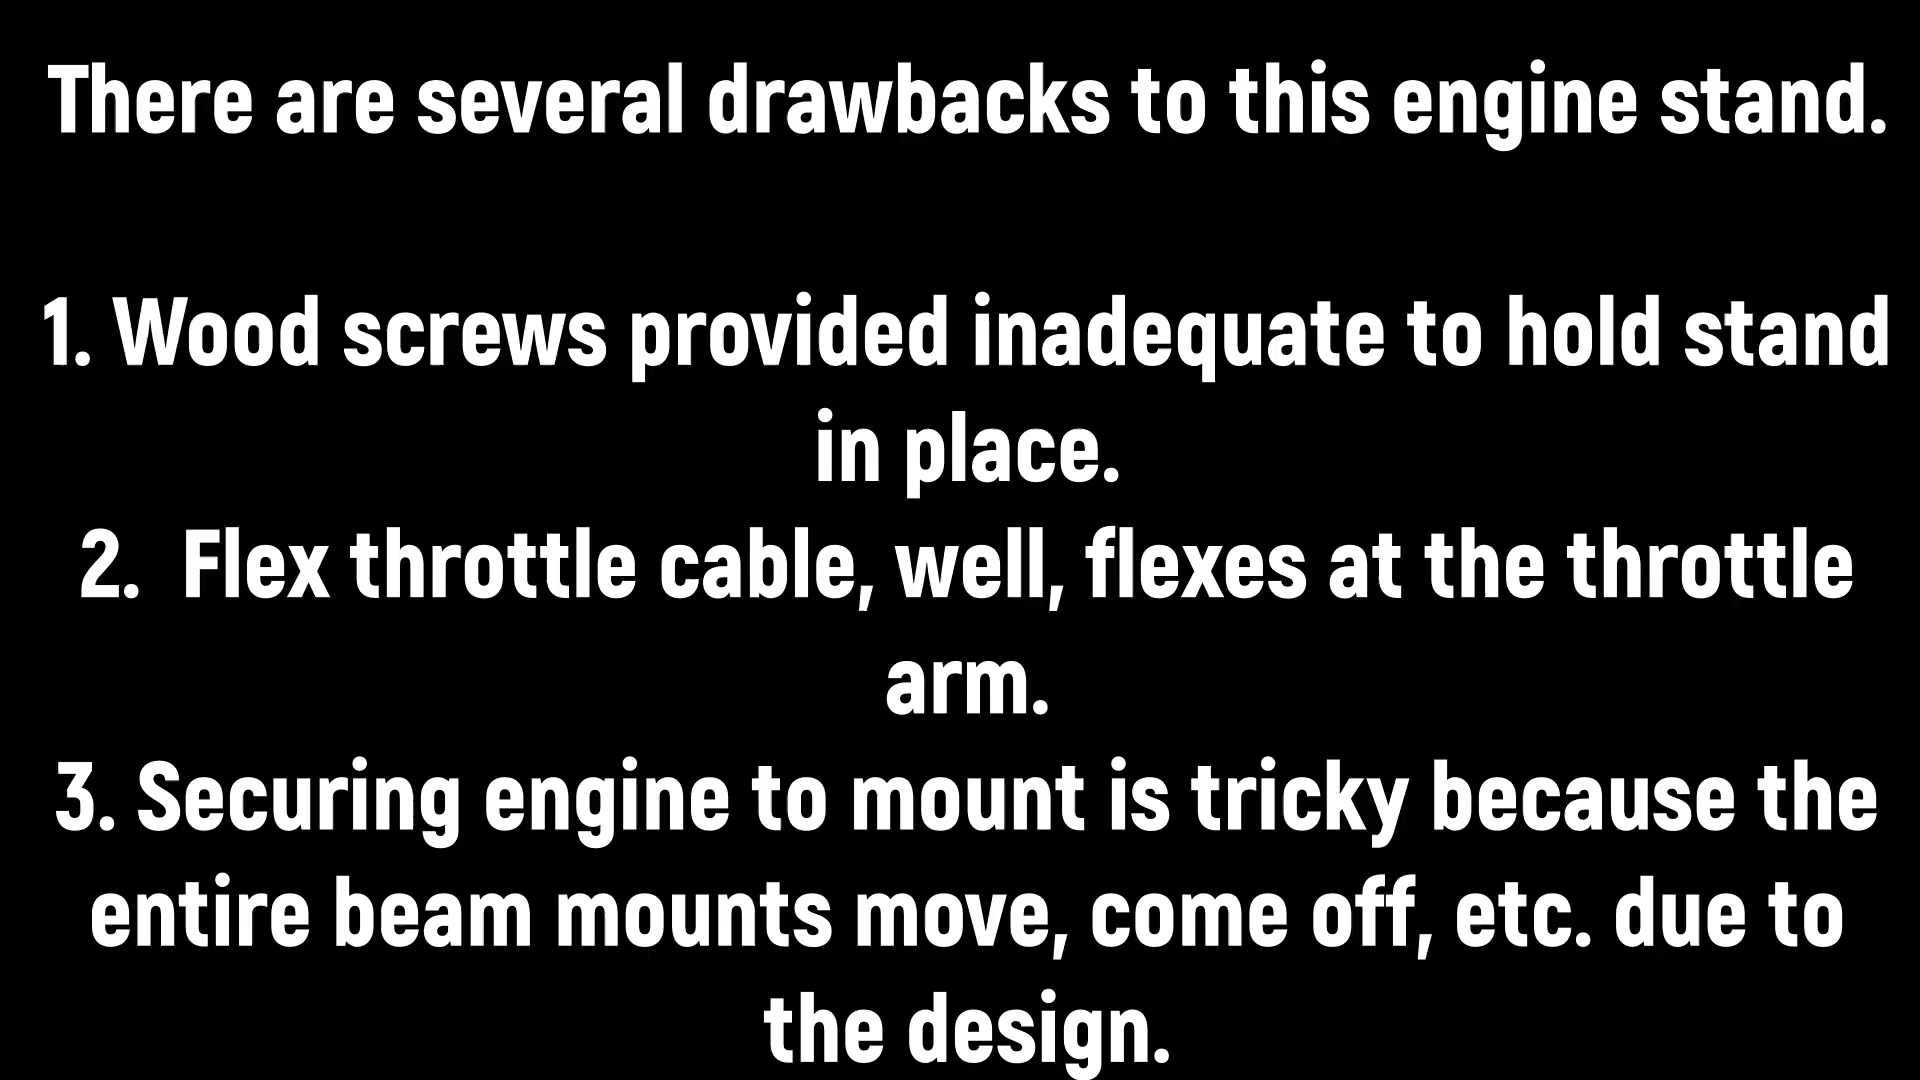 There are several drawbacks to this engine stand.
1. Wood screws provided inadequate to hold stand
in place.
2.  Flex throttle cable, well, flexes at the throttle
arm.
3. Securing engine to mount is tricky because the
entire beam mounts move, come off, etc. due to
the design.